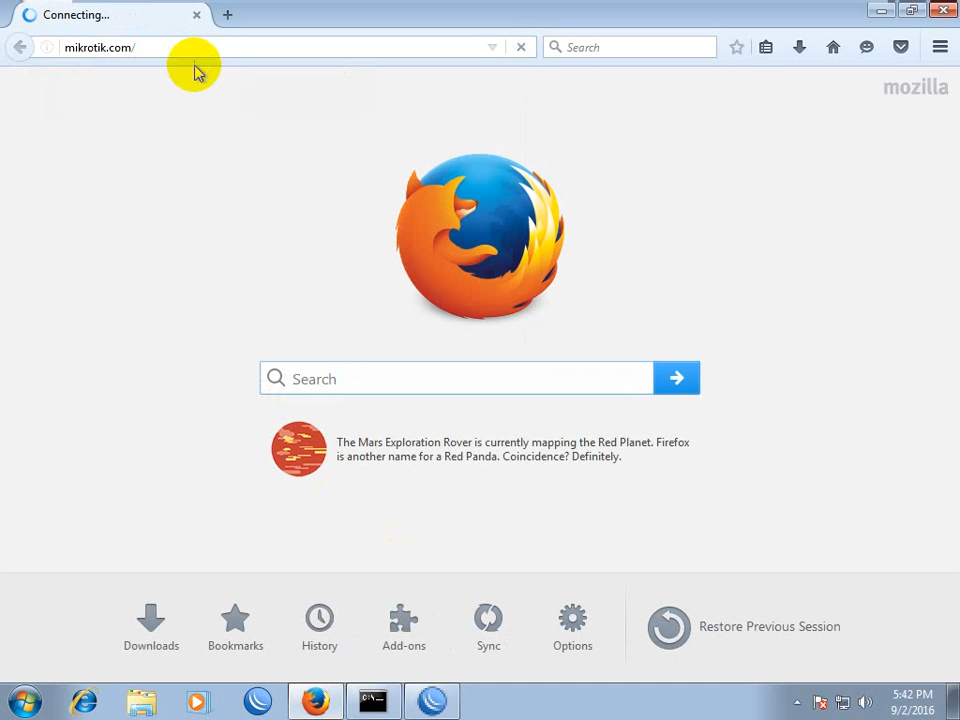 Connecting...
mikrotik.com/
Search
mozilla
Search
The Mars Exploration Rover is currently mapping the Red Planet. Firefox
is another name for a Red Panda. Coincidence? Definitely.
Downloads
Bookmarks
History
Add-ons
Sync
Options
Restore Previous Session
C:\.
5:42 PM
9/2/2016